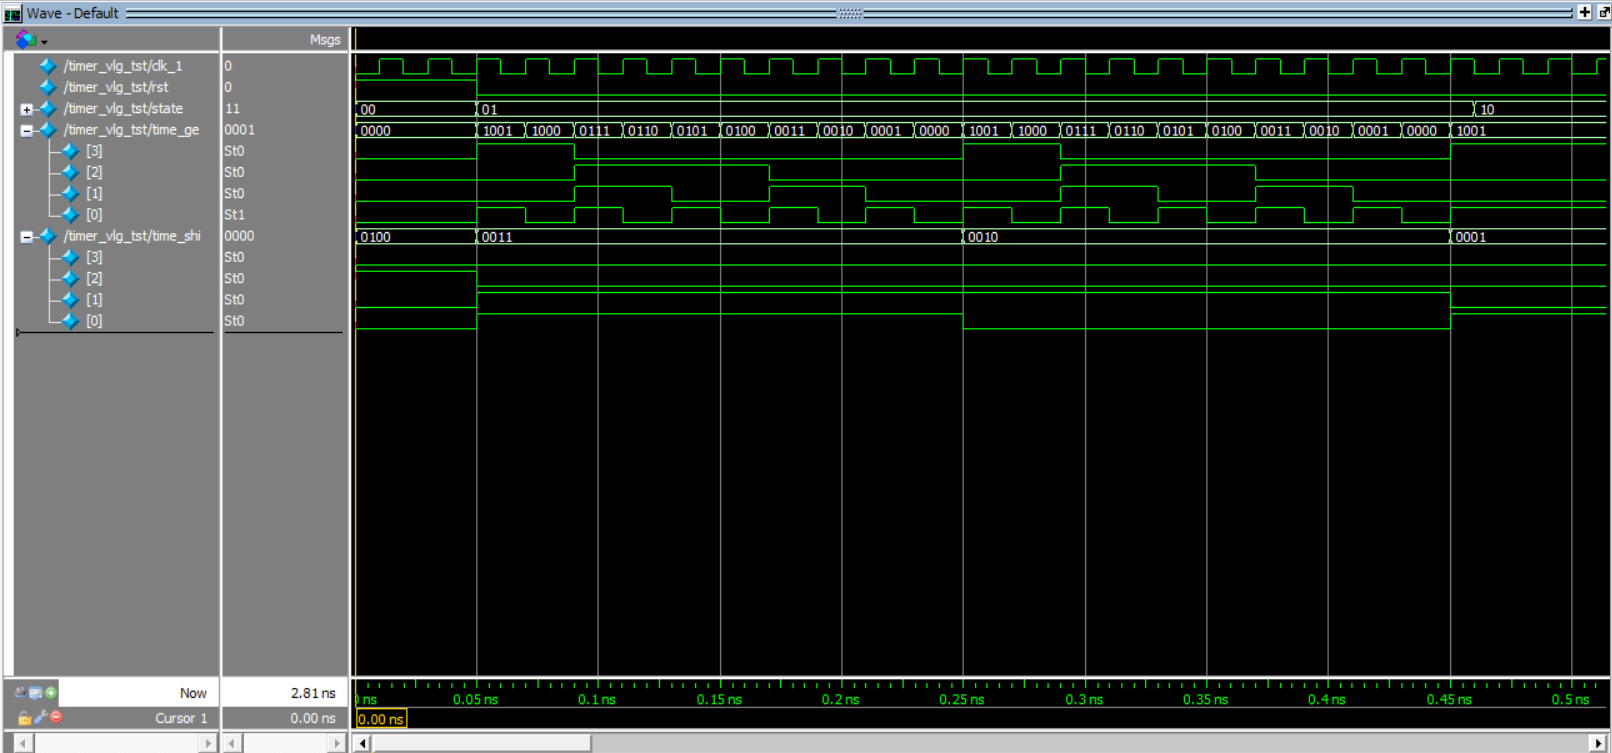 Wave - Default
Msgs
/timer_vlg_tst/clk_1 0
/timer_vlg_tst/rst 0
/timer_vlg_tst/state 11 00 01 10
/timer_vlg_tst/time_ge 0001 0000 1001 1000 0111 0110 0101 0100 0011 0010 0001 0000 1001 1000 0111 0110 0101 0100 0011 0010 0001 0000 1001
[3] St0
[2] St0
[1] St0
[0] St1
/timer_vlg_tst/time_shi 0000 0100 0011 0010 0001
[3] St0
[2] St0
[1] St0
[0] St0
Now 2.81 ns ns 0.05 ns 0.1 ns 0.15 ns 0.2 ns 0.25 ns 0.3 ns 0.35 ns 0.4 ns 0.45 ns 0.5 ns
Cursor 1 0.00 ns 0.00 ns